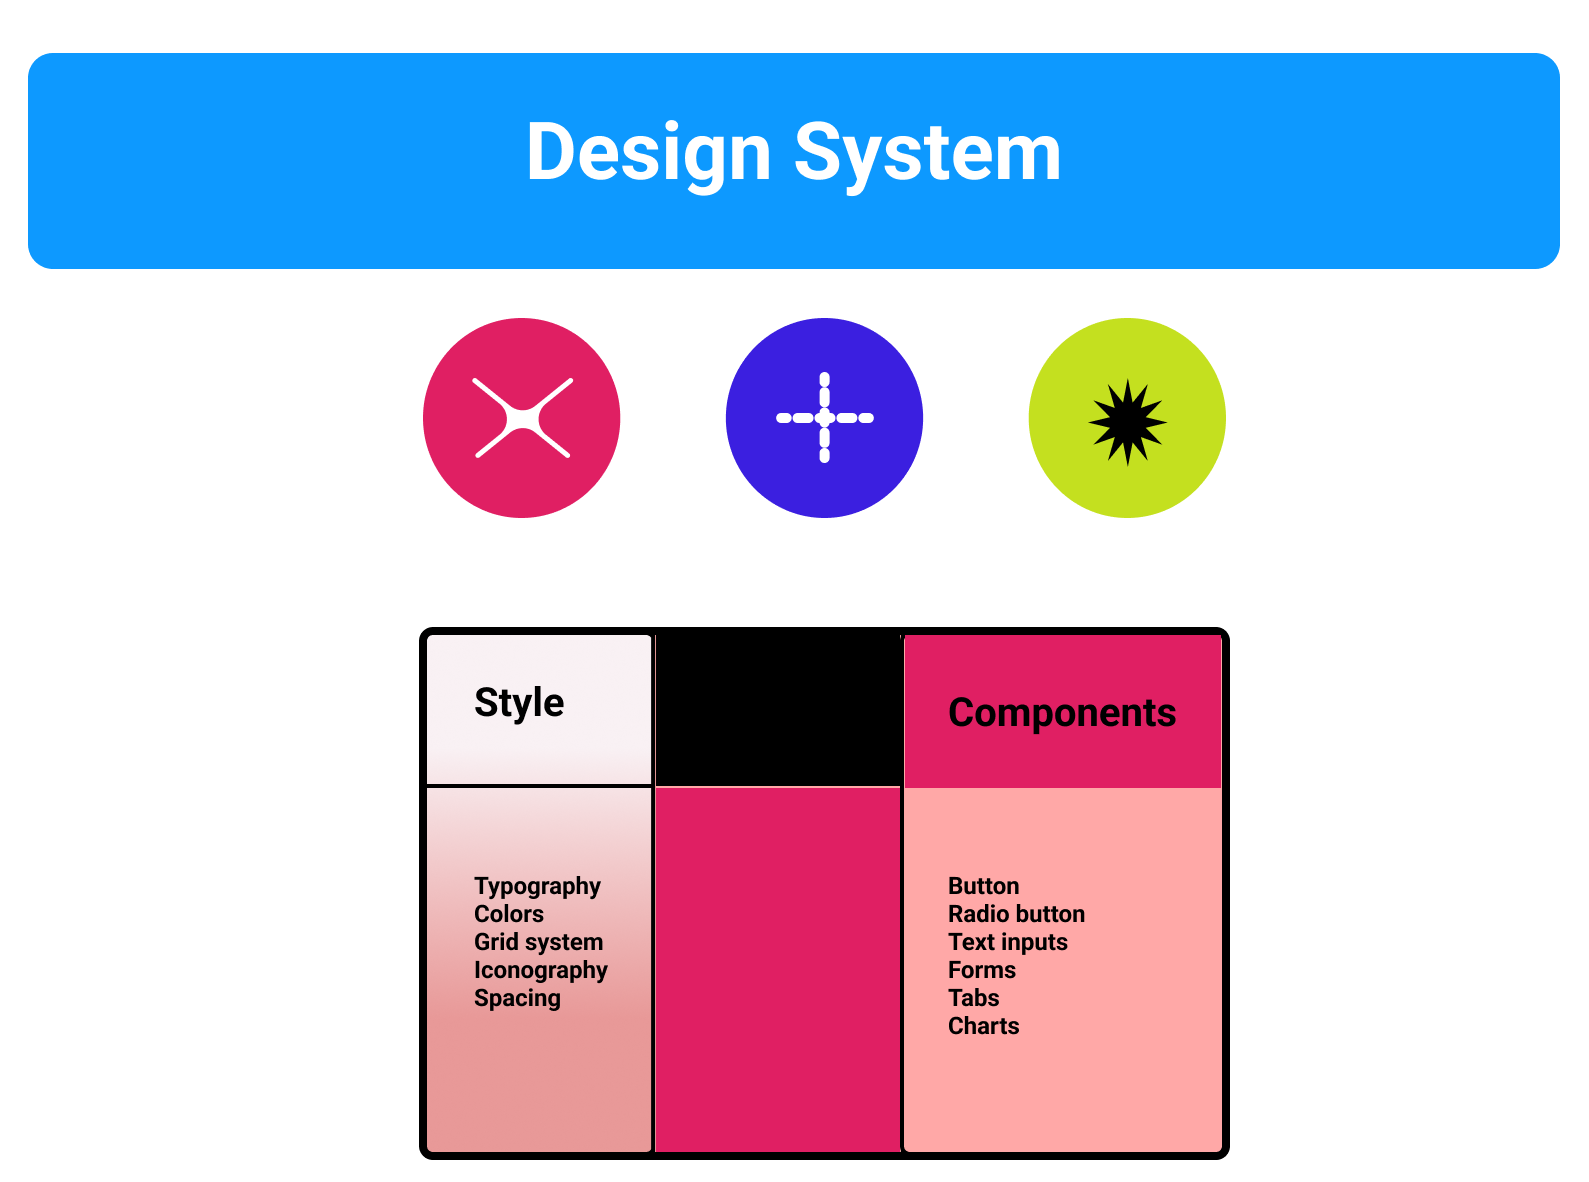 Design System
Style
Components
Typography
Colors
Grid system
Iconography
Spacing
Button
Radio button
Text inputs
Forms
Tabs
Charts